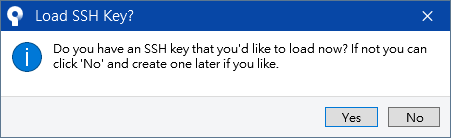 Load SSH Key?
Do you have an SSH key that you'd like to load now? If not you can
click 'No' and create one later if you like.
Yes
No